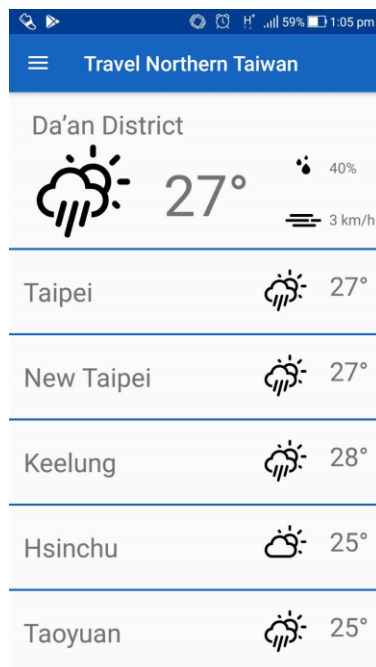 H⁺ 59% 1:05 pm
Travel Northern Taiwan
Da'an District
27°
40%
3 km/h
Taipei 27°
New Taipei 27°
Keelung 28°
Hsinchu 25°
Taoyuan 25°